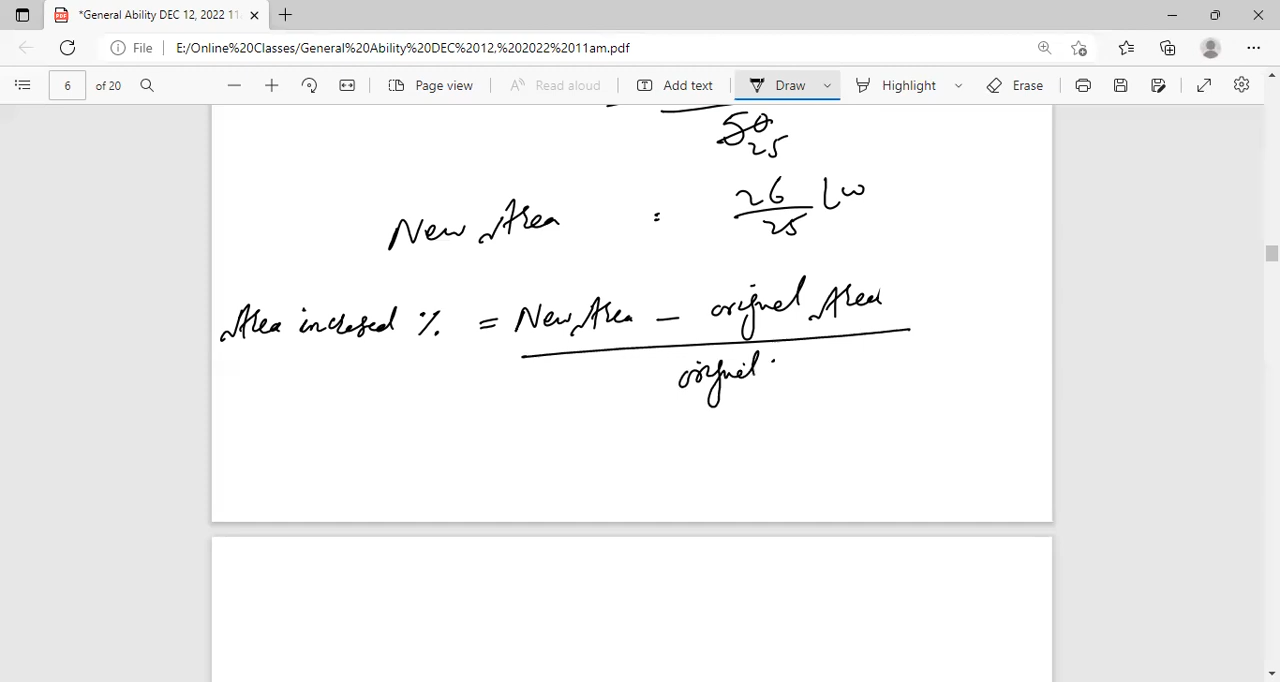 *General Ability DEC 12, 2022 11
File E:/Online%20Classes/General%20Ability%20DEC%2012,%202022%2011am.pdf
6 of 20 Page view Read aloud Add text Draw Highlight Erase
50
25
New Area = 26/25 lw
Area increased % = New Area - original Area
original